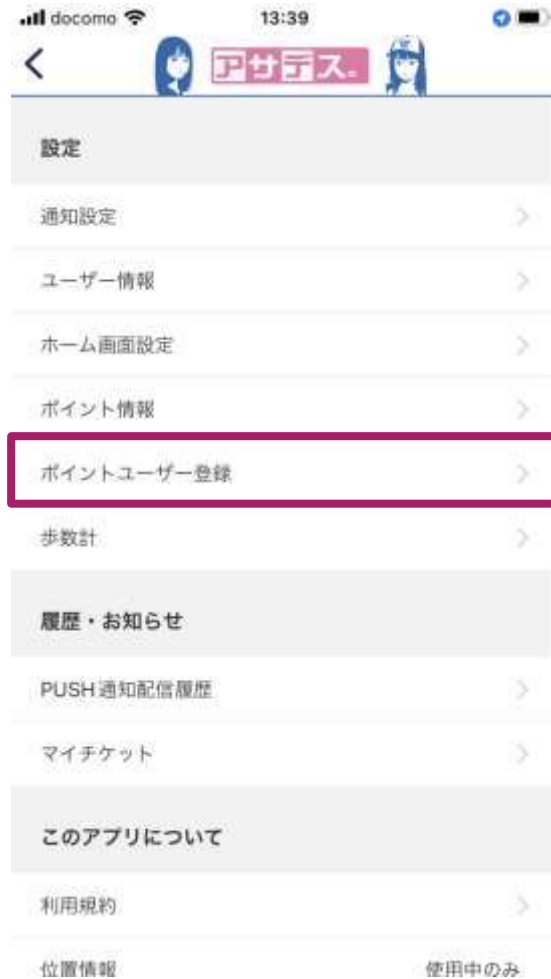 docomo
13:39
アサデス。
設定
通知設定
ユーザー情報
ホーム画面設定
ポイント情報
ポイントユーザー登録
歩数計
履歴・お知らせ
PUSH通知配信履歴
マイチケット
このアプリについて
利用規約
位置情報 使用中のみ